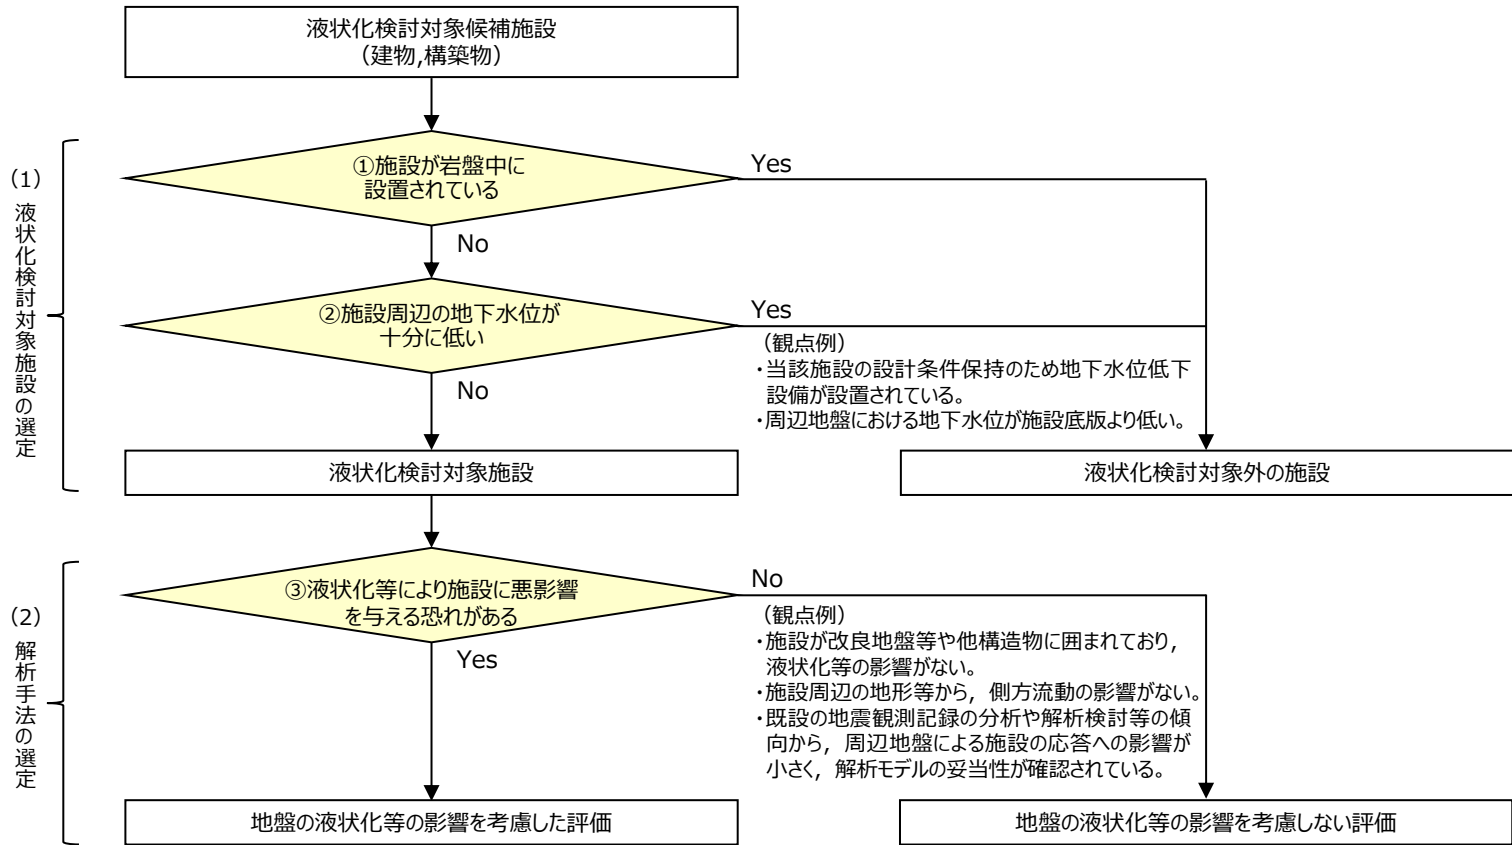 液状化検討対象候補施設
（建物,構築物）
（1）
液状化検討対象施設の選定
①施設が岩盤中に
設置されている
Yes
No
②施設周辺の地下水位が
十分に低い
Yes
（観点例）
・当該施設の設計条件保持のため地下水位低下
設備が設置されている。
・周辺地盤における地下水位が施設底版より低い。
No
液状化検討対象施設
液状化検討対象外の施設
（2）
解析手法の選定
③液状化等により施設に悪影響
を与える恐れがある
No
（観点例）
・施設が改良地盤等や他構造物に囲まれており，
液状化等の影響がない。
・施設周辺の地形等から，側方流動の影響がない。
・既設の地震観測記録の分析や解析検討等の傾
向から，周辺地盤による施設の応答への影響が
小さく，解析モデルの妥当性が確認されている。
Yes
地盤の液状化等の影響を考慮した評価
地盤の液状化等の影響を考慮しない評価